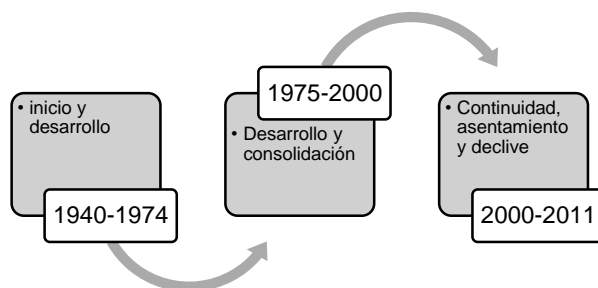 • inicio y
desarrollo
1940-1974
1975-2000
• Desarrollo y
consolidación
• Continuidad,
asentamiento
y declive
2000-2011